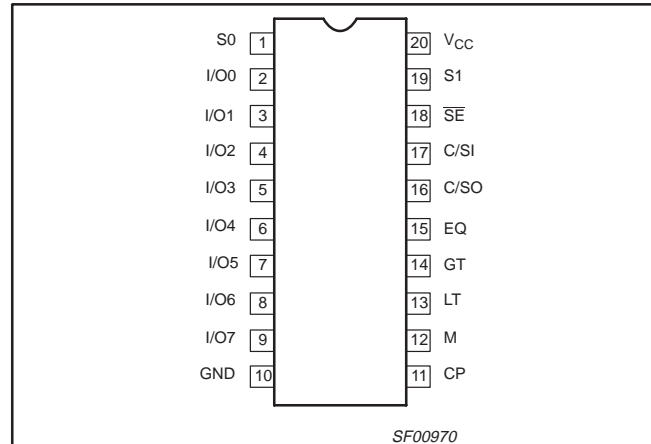 S0 1 20 VCC
I/O0 2 19 S1
I/O1 3 18 S̅E̅
I/O2 4 17 C/SI
I/O3 5 16 C/SO
I/O4 6 15 EQ
I/O5 7 14 GT
I/O6 8 13 LT
I/O7 9 12 M
GND 10 11 CP
SF00970